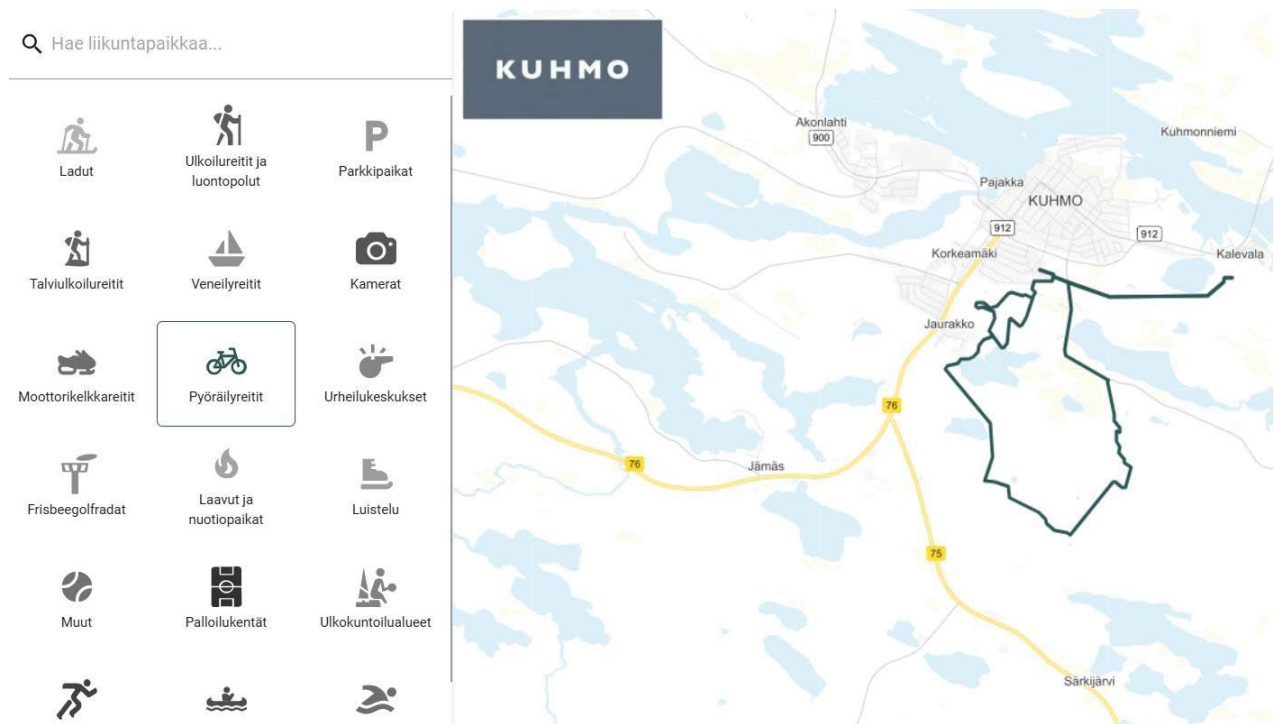 Hae liikuntapaikkaa...
Ladut
Ulkoilureitit ja
luontopolut
P
Parkkipaikat
Talviulkoilureitit
Veneilyreitit
Kamerat
Moottorikelkkareitit
Pyöräilyreitit
Urheilukeskukset
Frisbeegolfradat
Laavut ja
nuotiopaikat
Luistelu
Muut
Palloilukentät
Ulkokuntoilualueet
KUHMO
Akonlahti
900
Kuhmonniemi
Pajakka
KUHMO
912
912
Korkeamäki
Kalevala
Jaurakko
76
76
Jämäs
75
Särkijärvi